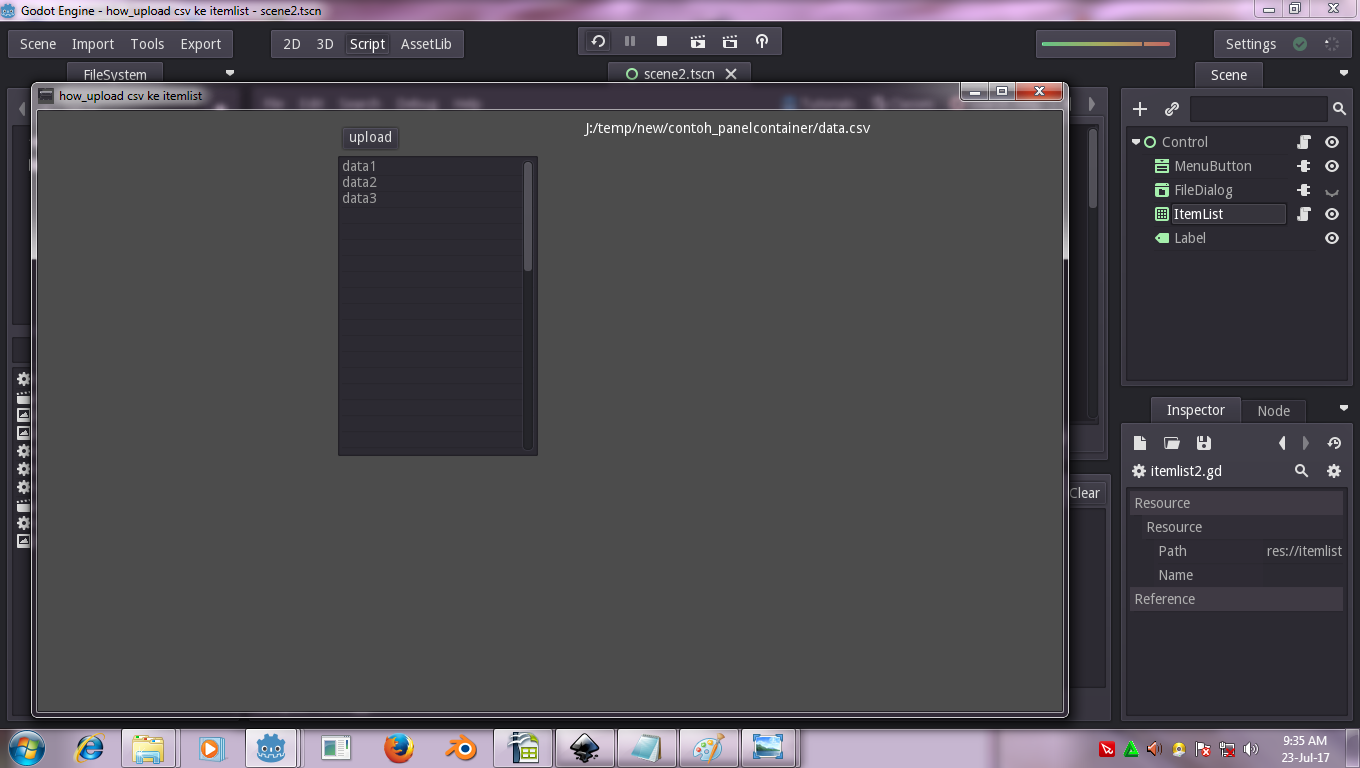 Godot Engine - how_upload csv ke itemlist - scene2.tscn
Scene Import Tools Export 2D 3D Script AssetLib Settings
FileSystem scene2.tscn Scene
how_upload csv ke itemlist
upload J:/temp/new/contoh_panelcontainer/data.csv
data1
data2
data3
Control
MenuButton
FileDialog
ItemList
Label
Inspector Node
itemlist2.gd
Clear
Resource
Resource
Path res://itemlist
Name
Reference
9:35 AM
23-Jul-17